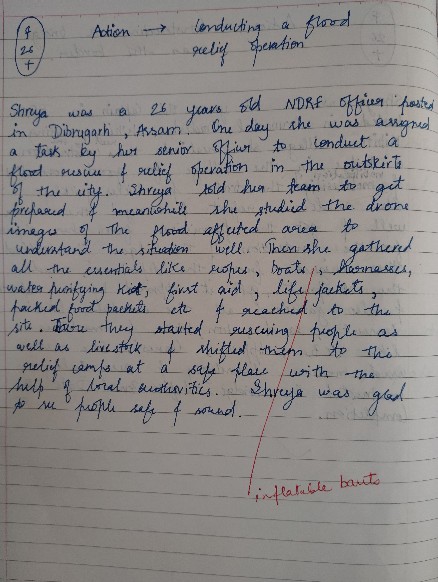 Action → Conducting a flood
relief operation
26
+
Shreya was a 26 years old NDRF officer posted
in Dibrugarh, Assam. One day she was assigned
a task by her senior officer to conduct a
flood rescue & relief operation in the outskirts
of the city. Shreya told her team to get
prepared & meanwhile she studied the drone
images of the flood affected area to
understand the situation well. Then she gathered
all the essentials like ropes, boats, harnasses,
water purifying kit, first aid, life jackets,
packed food packets etc & reached to the
site. There they started rescuing people as
well as livestock & shifted them to the
relief camps at a safe place with the
help of local authorities. Shreya was glad
to see people safe & sound.
inflatable